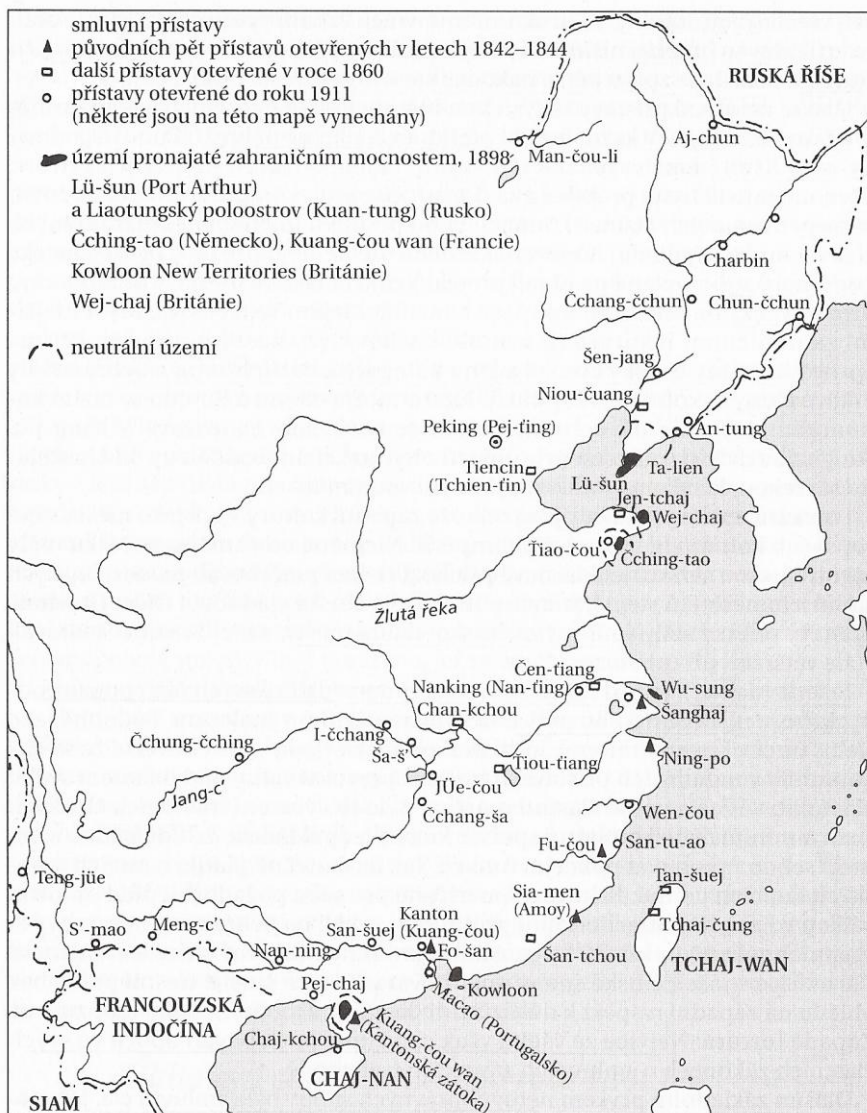 smluvní přístavy
původních pět přístavů otevřených v letech 1842–1844
další přístavy otevřené v roce 1860
přístavy otevřené do roku 1911
(některé jsou na této mapě vynechány)
území pronajaté zahraničním mocnostem, 1898
Lü-šun (Port Arthur)
a Liaotungský poloostrov (Kuan-tung) (Rusko)
Čching-tao (Německo), Kuang-čou wan (Francie)
Kowloon New Territories (Británie)
Wej-chaj (Británie)
neutrální území
RUSKÁ ŘÍŠE
Man-čou-li
Aj-chun
Charbin
Čchang-čchun
Chun-čchun
Šen-jang
Niou-čuang
Peking (Pej-ťing)
An-tung
Tiencin
(Tchien-ťin)
Ta-lien
Lü-šun
Jen-tchaj
Wej-chaj
Tiao-čou
Čching-tao
Žlutá řeka
Čen-ťiang
Nanking (Nan-ťing)
Wu-sung
Šanghaj
Chan-kchou
I-čchang
Ša-š'
Čchung-čching
Jang-c'
Tiou-ťiang
Ning-po
JÜe-čou
Čchang-ša
Wen-čou
Fu-čou
San-tu-ao
Teng-jüe
Tan-šuej
Sia-men
(Amoy)
Tchaj-čung
Kanton
(Kuang-čou)
S'-mao
Meng-c'
San-šuej
Fo-šan
Nan-ning
Šan-tchou
TCHAJ-WAN
Pej-chaj
Kowloon
Macao (Portugalsko)
FRANCOUZSKÁ
INDOČÍNA
Kuang-čou wan
(Kantonská zátoka)
Chaj-kchou
CHAJ-NAN
SIAM